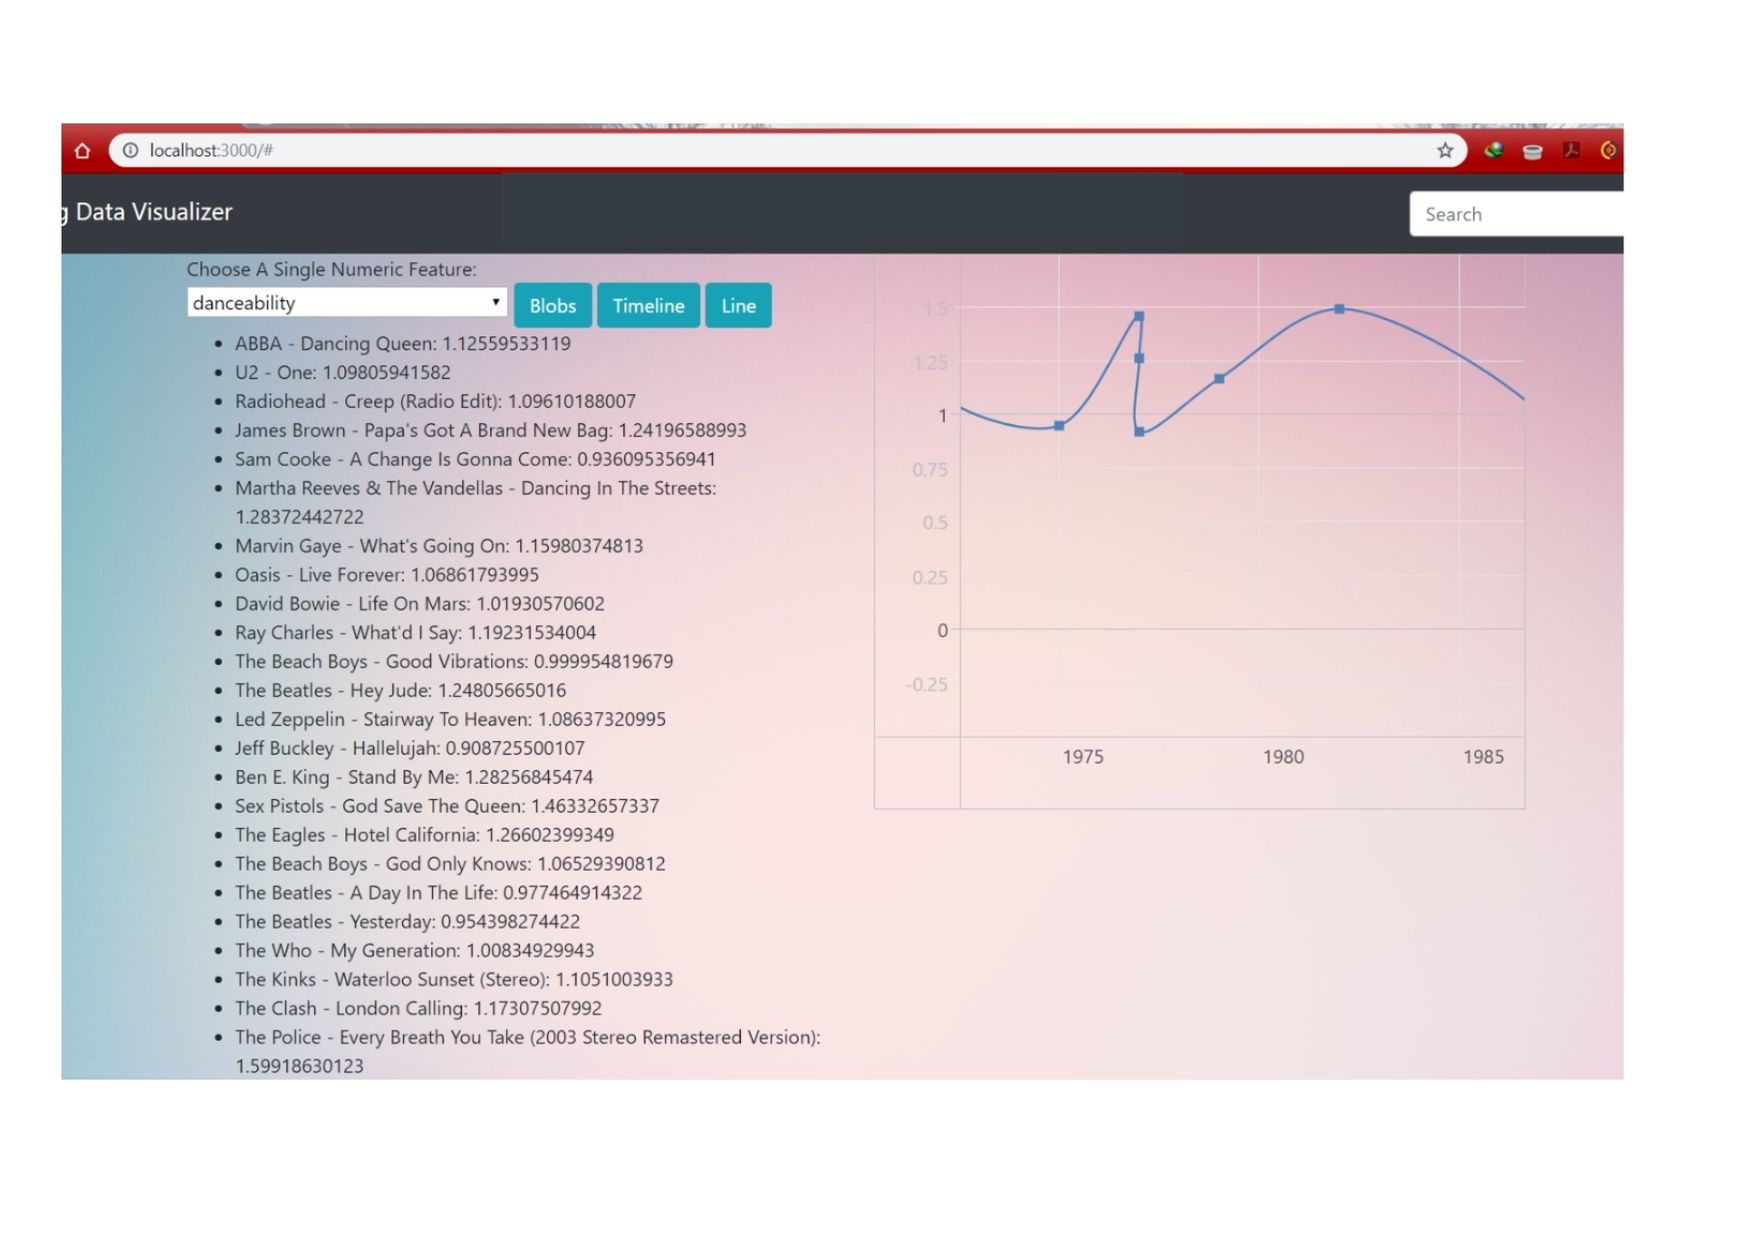 localhost:3000/#
g Data Visualizer
Search
Choose A Single Numeric Feature:
danceability
Blobs
Timeline
Line
ABBA - Dancing Queen: 1.12559533119
U2 - One: 1.09805941582
Radiohead - Creep (Radio Edit): 1.09610188007
James Brown - Papa's Got A Brand New Bag: 1.24196588993
Sam Cooke - A Change Is Gonna Come: 0.936095356941
Martha Reeves & The Vandellas - Dancing In The Streets:
1.28372442722
Marvin Gaye - What's Going On: 1.15980374813
Oasis - Live Forever: 1.06861793995
David Bowie - Life On Mars: 1.01930570602
Ray Charles - What'd I Say: 1.19231534004
The Beach Boys - Good Vibrations: 0.999954819679
The Beatles - Hey Jude: 1.24805665016
Led Zeppelin - Stairway To Heaven: 1.08637320995
Jeff Buckley - Hallelujah: 0.908725500107
Ben E. King - Stand By Me: 1.28256845474
Sex Pistols - God Save The Queen: 1.46332657337
The Eagles - Hotel California: 1.26602399349
The Beach Boys - God Only Knows: 1.06529390812
The Beatles - A Day In The Life: 0.977464914322
The Beatles - Yesterday: 0.954398274422
The Who - My Generation: 1.00834929943
The Kinks - Waterloo Sunset (Stereo): 1.1051003933
The Clash - London Calling: 1.17307507992
The Police - Every Breath You Take (2003 Stereo Remastered Version):
1.59918630123
1.5
1.25
1
0.75
0.5
0.25
0
-0.25
1975
1980
1985